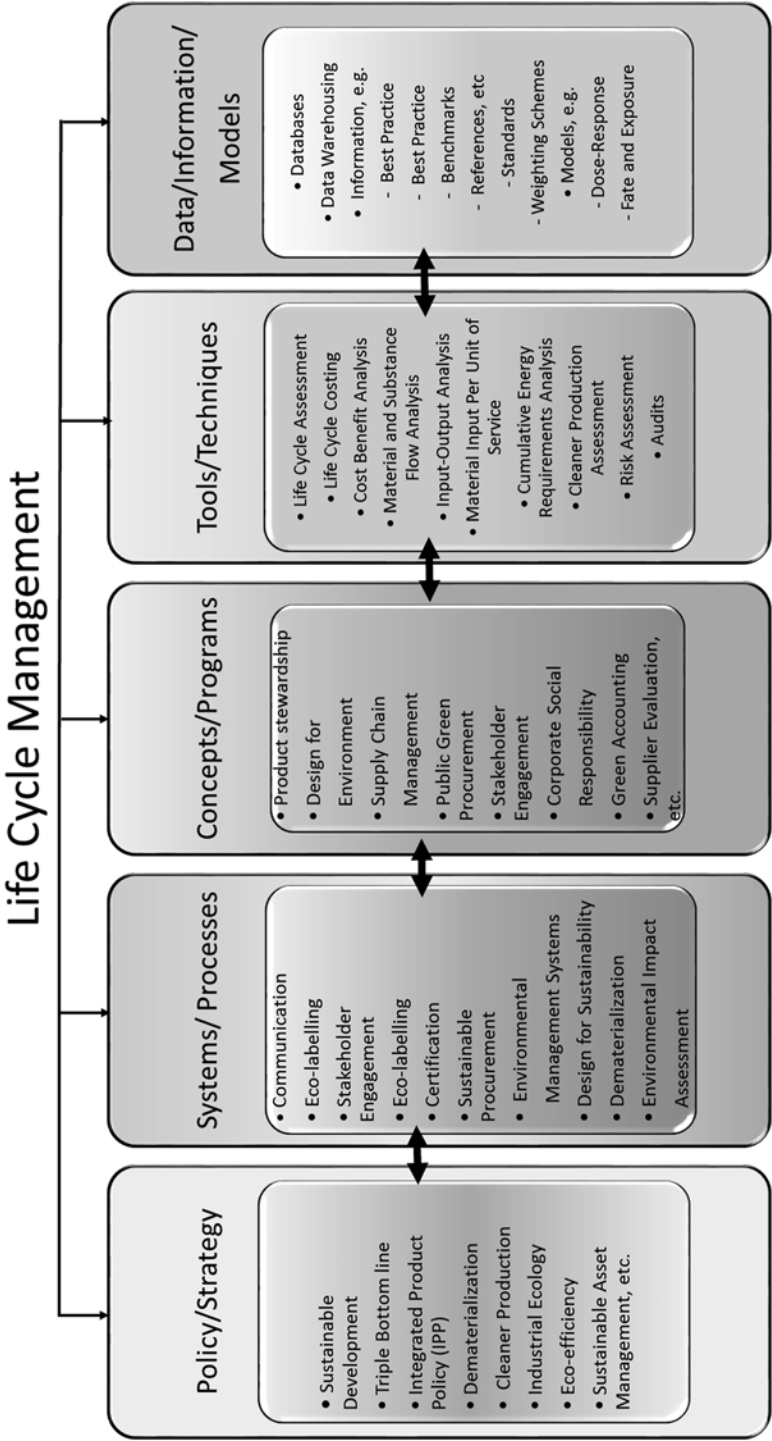 Life Cycle Management
Policy/Strategy
• Sustainable
Development
• Triple Bottom line
• Integrated Product
Policy (IPP)
• Dematerialization
• Cleaner Production
• Industrial Ecology
• Eco-efficiency
• Sustainable Asset
Management, etc.
Systems/ Processes
• Communication
• Eco-labelling
• Stakeholder
Engagement
• Eco-labelling
• Certification
• Sustainable
Procurement
• Environmental
Management Systems
• Design for Sustainability
• Dematerialization
• Environmental Impact
Assessment
Concepts/Programs
• Product stewardship
• Design for
Environment
• Supply Chain
Management
• Public Green
Procurement
• Stakeholder
Engagement
• Corporate Social
Responsibility
• Green Accounting
• Supplier Evaluation,
etc.
Tools/Techniques
• Life Cycle Assessment
• Life Cycle Costing
• Cost Benefit Analysis
• Material and Substance
Flow Analysis
• Input-Output Analysis
• Material Input Per Unit of
Service
• Cumulative Energy
Requirements Analysis
• Cleaner Production
Assessment
• Risk Assessment
• Audits
Data/Information/
Models
• Databases
• Data Warehousing
• Information, e.g.
- Best Practice
- Best Practice
- Benchmarks
- References, etc
- Standards
- Weighting Schemes
• Models, e.g.
- Dose-Response
- Fate and Exposure